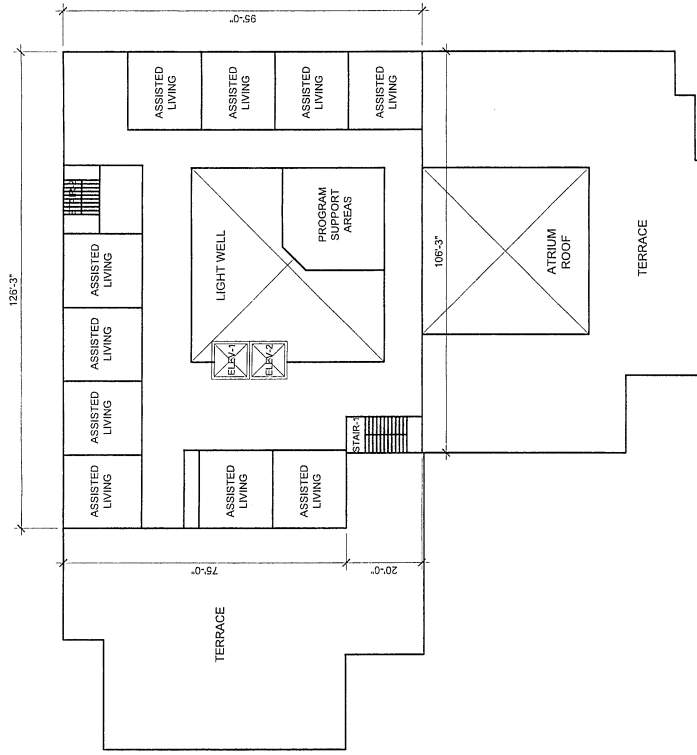 95'-0"
126'-3"
ASSISTED
LIVING
ASSISTED
LIVING
ASSISTED
LIVING
ASSISTED
LIVING
ASSISTED
LIVING
ASSISTED
LIVING
ASSISTED
LIVING
ASSISTED
LIVING
LIGHT WELL
PROGRAM
SUPPORT
AREAS
ELEV-1
ELEV-2
106'-3"
ATRIUM
ROOF
TERRACE
STAIR-1
ASSISTED
LIVING
ASSISTED
LIVING
75'-0"
20'-0"
TERRACE